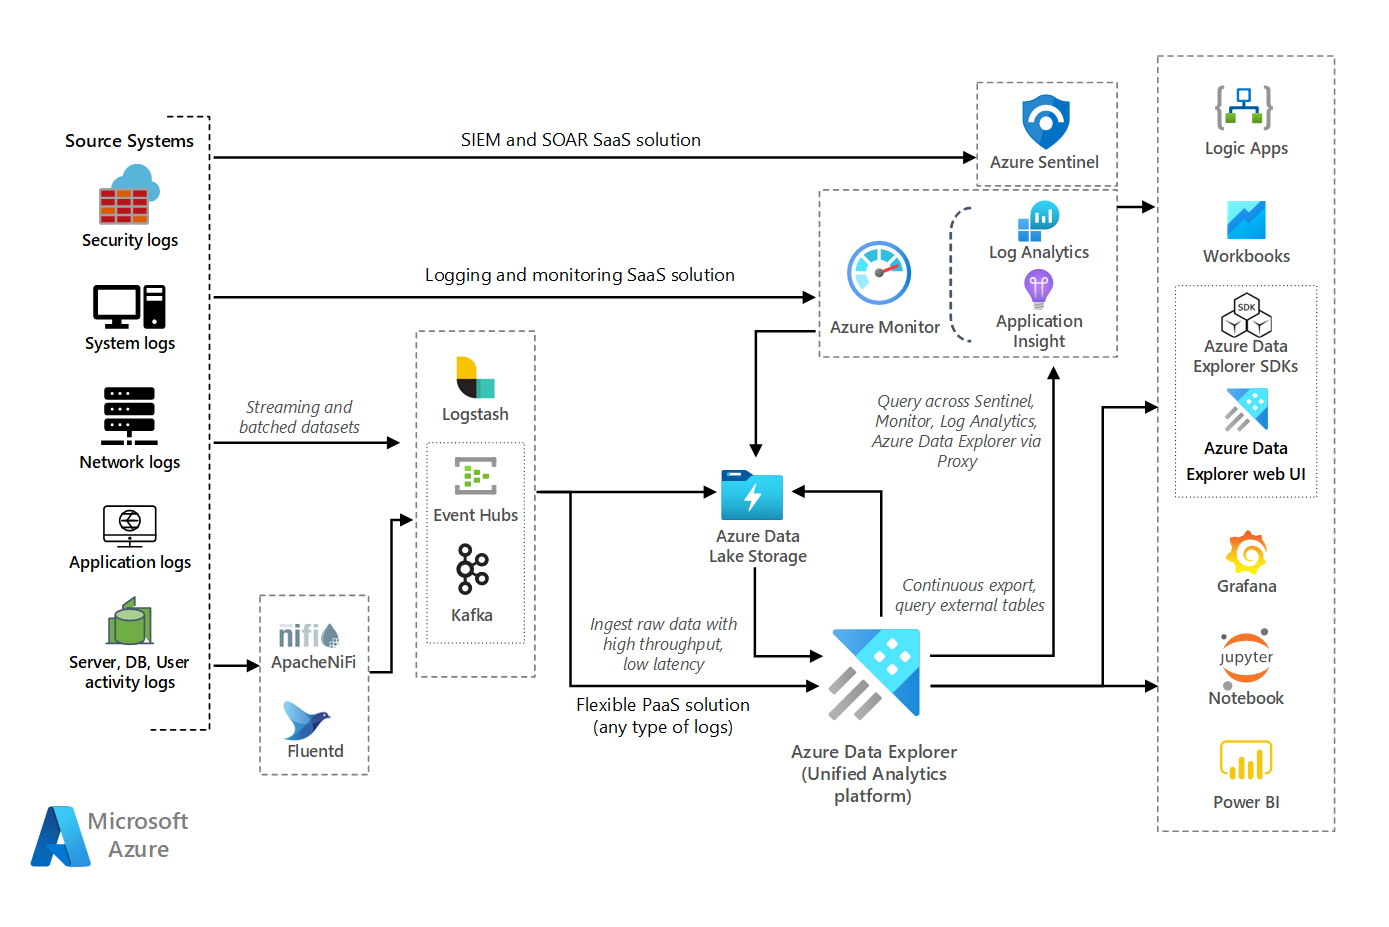 Source Systems
Security logs
System logs
Network logs
Application logs
Server, DB, User
activity logs
SIEM and SOAR SaaS solution
Logging and monitoring SaaS solution
Streaming and
batched datasets
nifi
ApacheNiFi
Fluentd
Logstash
Event Hubs
Kafka
Azure Sentinel
Azure Monitor
Log Analytics
Application
Insight
Query across Sentinel,
Monitor, Log Analytics,
Azure Data Explorer via
Proxy
Azure Data
Lake Storage
Continuous export,
query external tables
Ingest raw data with
high throughput,
low latency
Flexible PaaS solution
(any type of logs)
Azure Data Explorer
(Unified Analytics
platform)
Logic Apps
Workbooks
SDK
Azure Data
Explorer SDKs
Azure Data
Explorer web UI
Grafana
jupyter
Notebook
Power BI
Microsoft
Azure